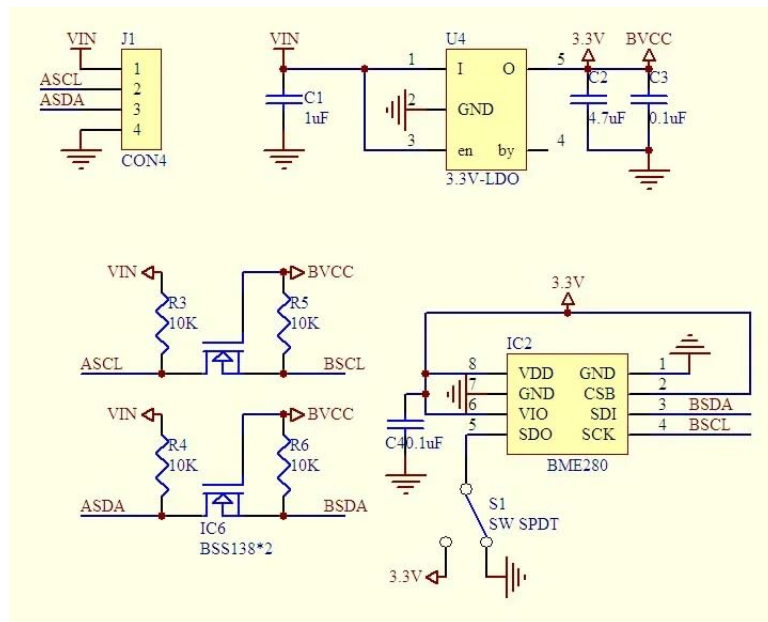 VIN
J1
1
ASCL
2
ASDA
3
4
CON4
VIN
C1
1uF
U4
1
I
O
5
2
GND
3
en
by
4
3.3V-LDO
3.3V
BVCC
C2
4.7uF
C3
0.1uF
VIN
BVCC
R3
10K
R5
10K
ASCL
BSCL
VIN
BVCC
R4
10K
R6
10K
ASDA
BSDA
IC6
BSS138*2
3.3V
IC2
8
VDD
GND
1
7
GND
CSB
2
6
VIO
SDI
3
BSDA
5
SDO
SCK
4
BSCL
C40.1uF
BME280
S1
SW SPDT
3.3V